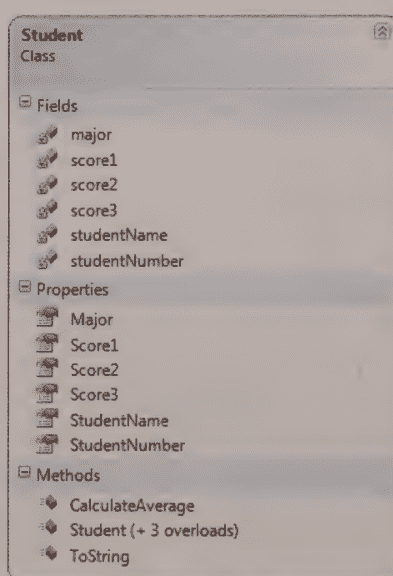 Student
Class
Fields
major
score1
score2
score3
studentName
studentNumber
Properties
Major
Score1
Score2
Score3
StudentName
StudentNumber
Methods
CalculateAverage
Student (+ 3 overloads)
ToString